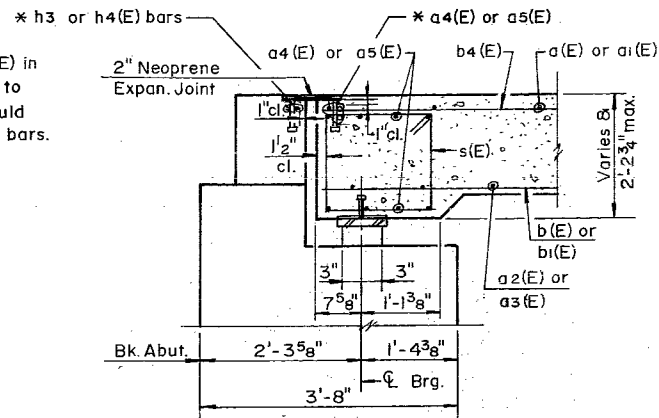 * h3 or h4(E) bars
* a4(E) or a5(E)
E) in
to
uld
bars.
2" Neoprene
Expan. Joint
a4(E) or a5(E)
b4(E)
a(E) or a1(E)
1"cl.
1"cl.
1½"
cl.
s(E)
Varies &
2'-2¾" max.
b(E) or
b1(E)
a2(E) or
a3(E)
3"
3"
7⅝"
1'-1⅜"
Bk. Abut.
2'-3⅝"
1'-4⅜"
℄ Brg.
3'-8"